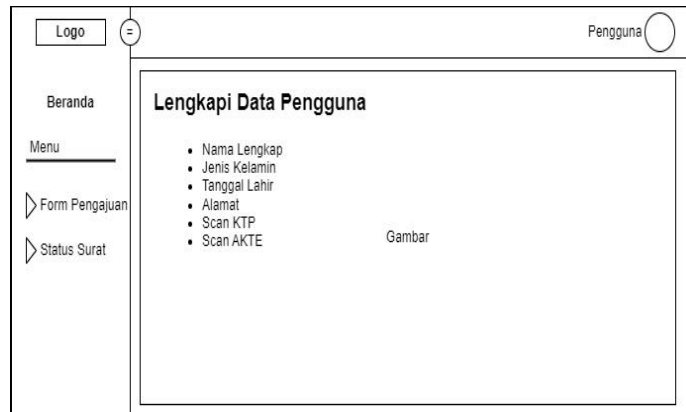 Logo
=
Pengguna
Beranda
Menu
Form Pengajuan
Status Surat
Lengkapi Data Pengguna
Nama Lengkap
Jenis Kelamin
Tanggal Lahir
Alamat
Scan KTP
Scan AKTE
Gambar